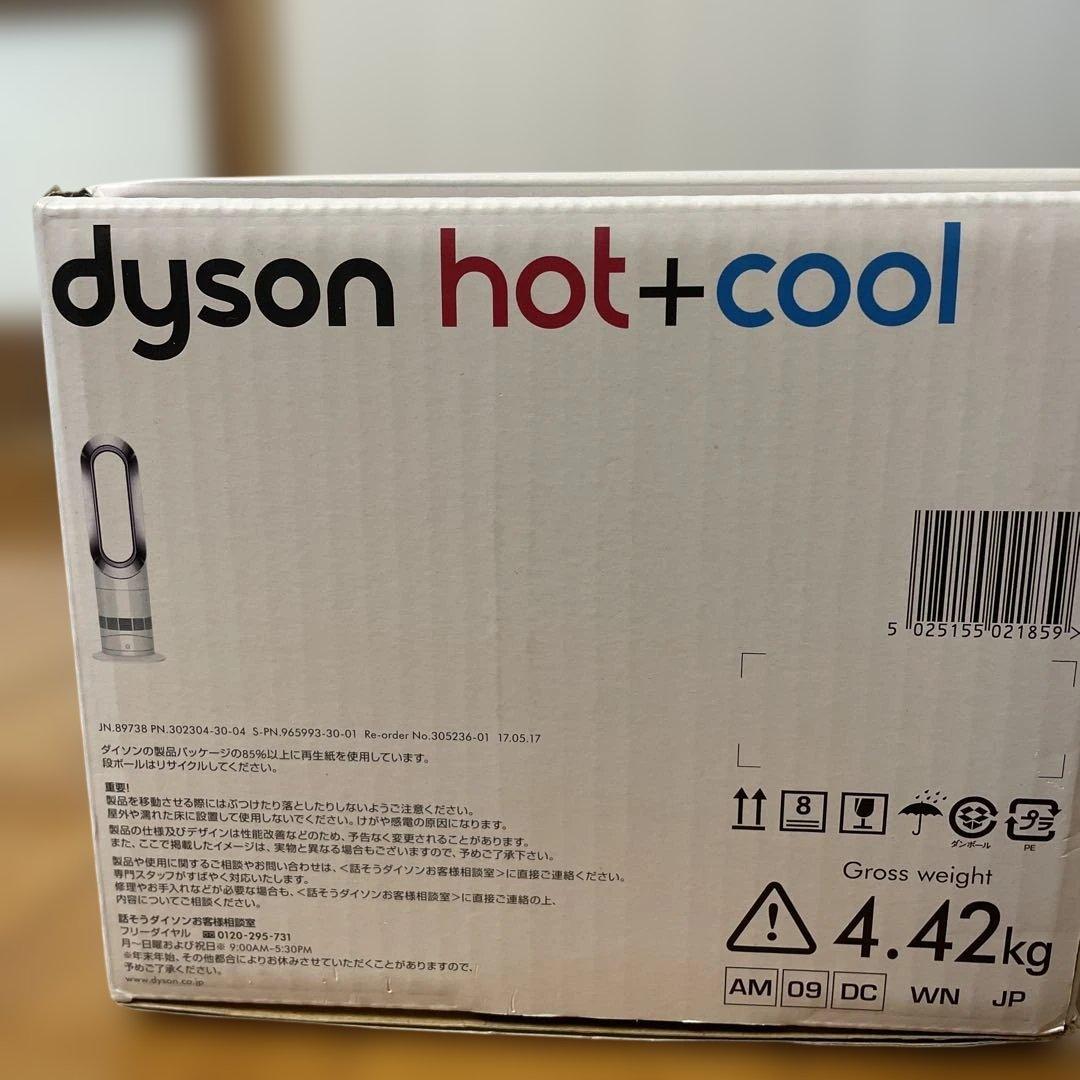 dyson hot+cool
5 025155 021859 >
JN.89738 PN.302304-30-04 S-PN.965993-30-01 Re-order No.305236-01 17.05.17
ダイソンの製品パッケージの85%以上に再生紙を使用しています。
段ボールはリサイクルしてください。
重要!
製品を移動させる際にはぶつけたり落としたりしないようご注意ください。
屋外や濡れた床に設置して使用しないでください。けがや感電の原因になります。
製品の仕様及びデザインは性能改善などのため、予告なく変更されることがあります。
また、ここで掲載したイメージは、実物と異なる場合もございますので、予めご了承下さい。
製品や使用に関するご相談やお問い合わせは、<話そうダイソンお客様相談室>に直接ご連絡ください。
専門スタッフがすばやく対応いたします。
修理やお手入れなどが必要な場合も、<話そうダイソンお客様相談室>に直接ご連絡の上、
内容についてご相談ください。
話そうダイソンお客様相談室
フリーダイヤル 0120-295-731
月〜日曜および祝日※ 9:00AM–5:30PM
※年末年始、その他都合によりお休みさせていただくことがありますので、
予めご了承ください。
www.dyson.co.jp
8
ダンボール
プラ
PE
Gross weight
4.42kg
AM 09 DC WN JP